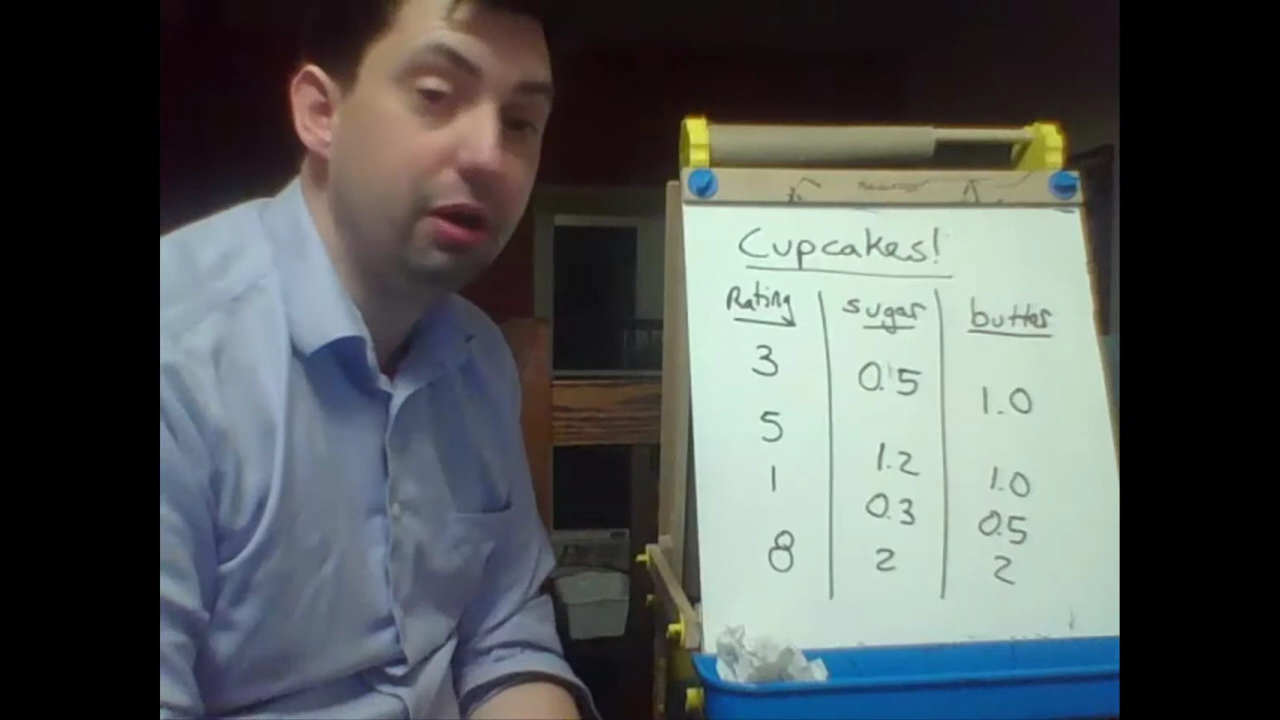 Cupcakes!
Rating sugar butter
3 0.5 1.0
5 1.2 1.0
1 0.3 0.5
8 2 2